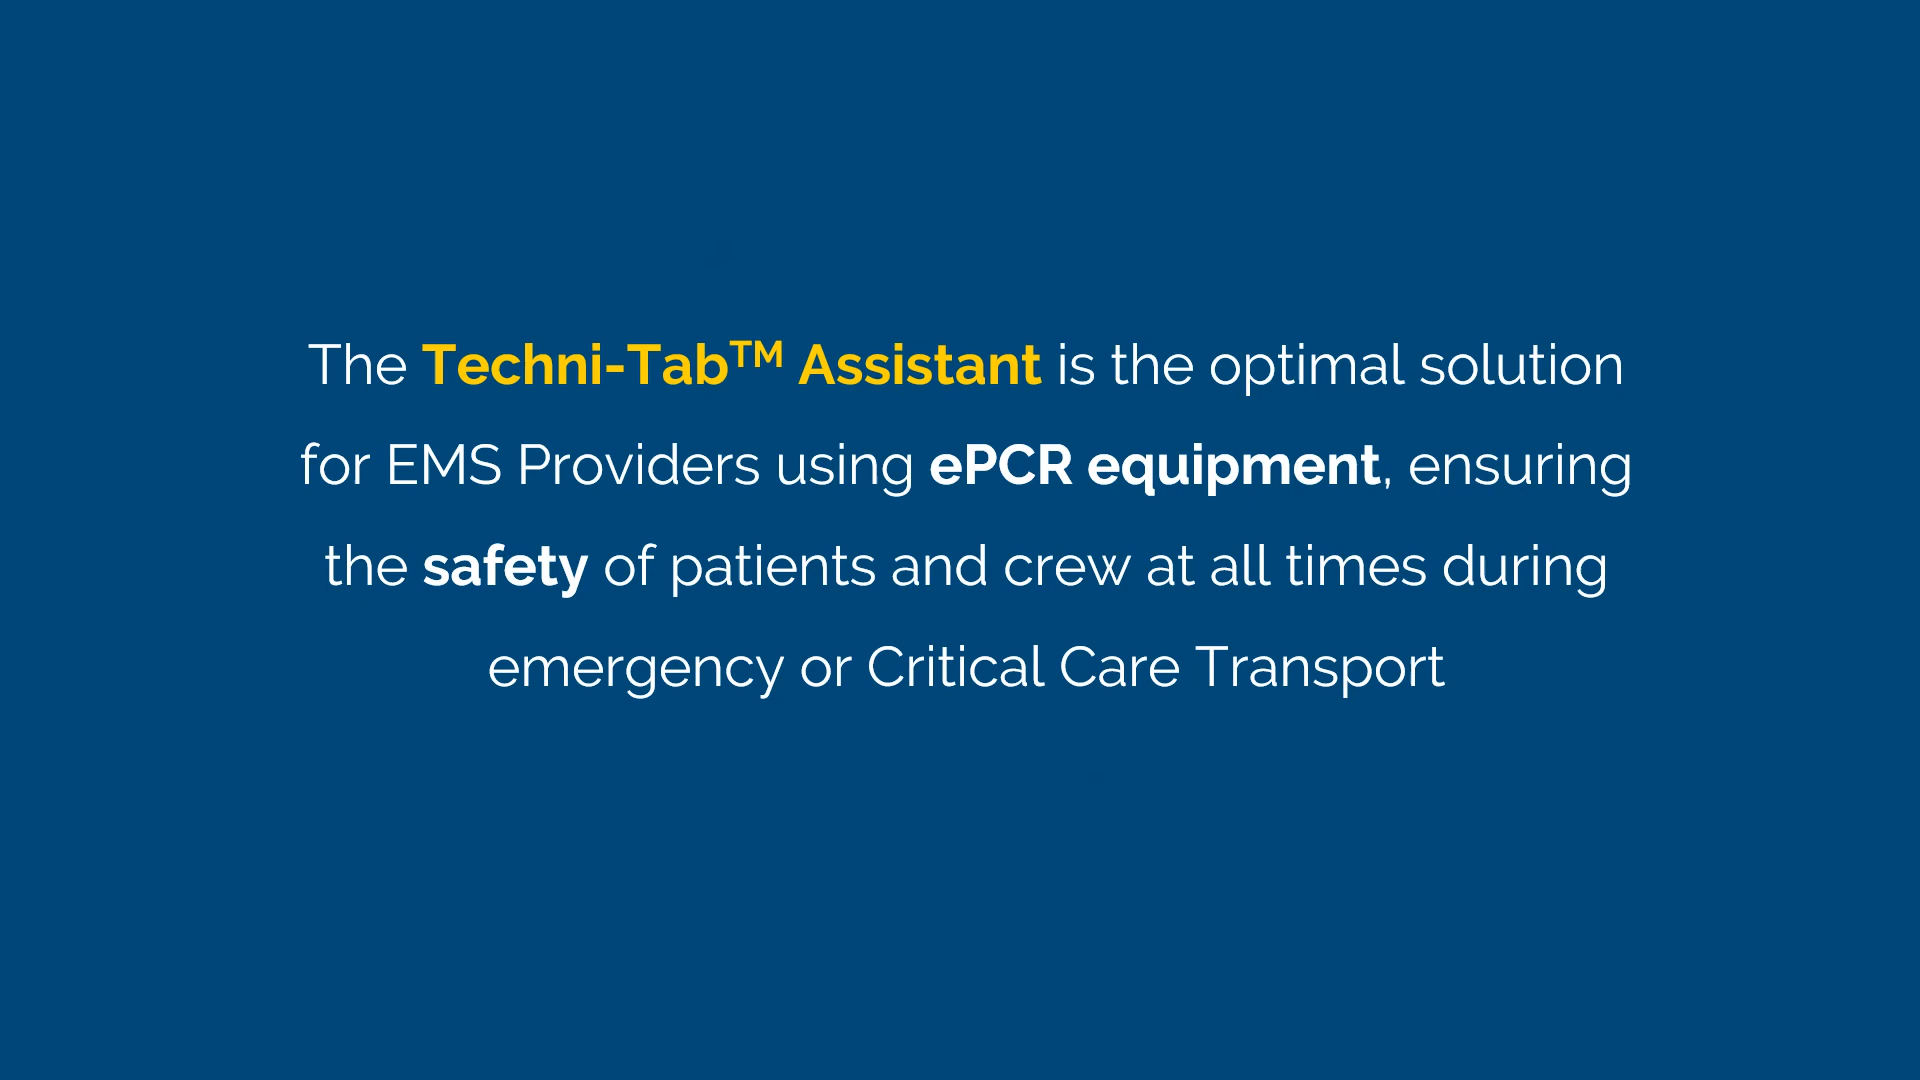 The Techni-Tab™ Assistant is the optimal solution
for EMS Providers using ePCR equipment, ensuring
the safety of patients and crew at all times during
emergency or Critical Care Transport